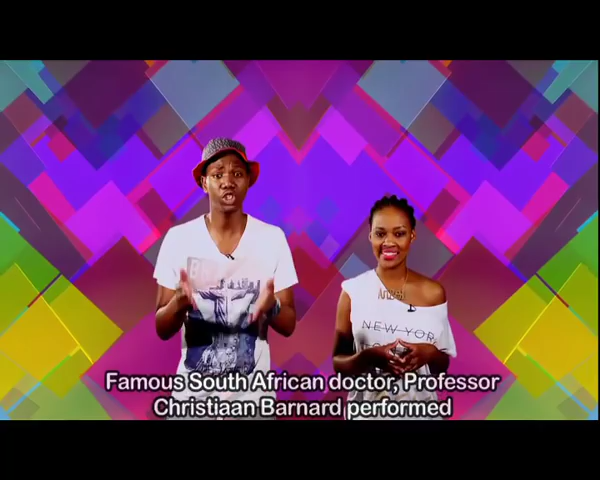 NEW YORK
Famous South African doctor, Professor
Christiaan Barnard performed